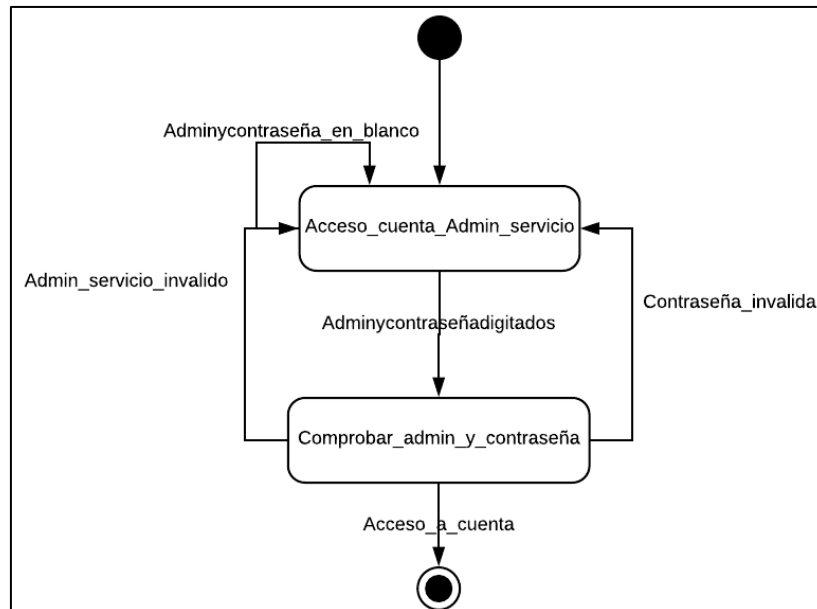 Adminycontraseña_en_blanco
Acceso_cuenta_Admin_servicio
Admin_servicio_invalido
Contraseña_invalida
Adminycontraseñadigitados
Comprobar_admin_y_contraseña
Acceso_a_cuenta